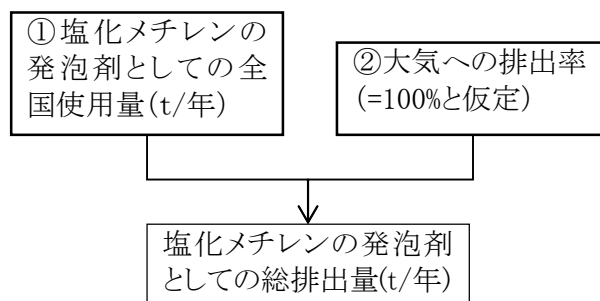 ①塩化メチレンの
発泡剤としての全
国使用量(t/年)
②大気への排出率
(=100%と仮定)
塩化メチレンの発泡剤
としての総排出量(t/年)